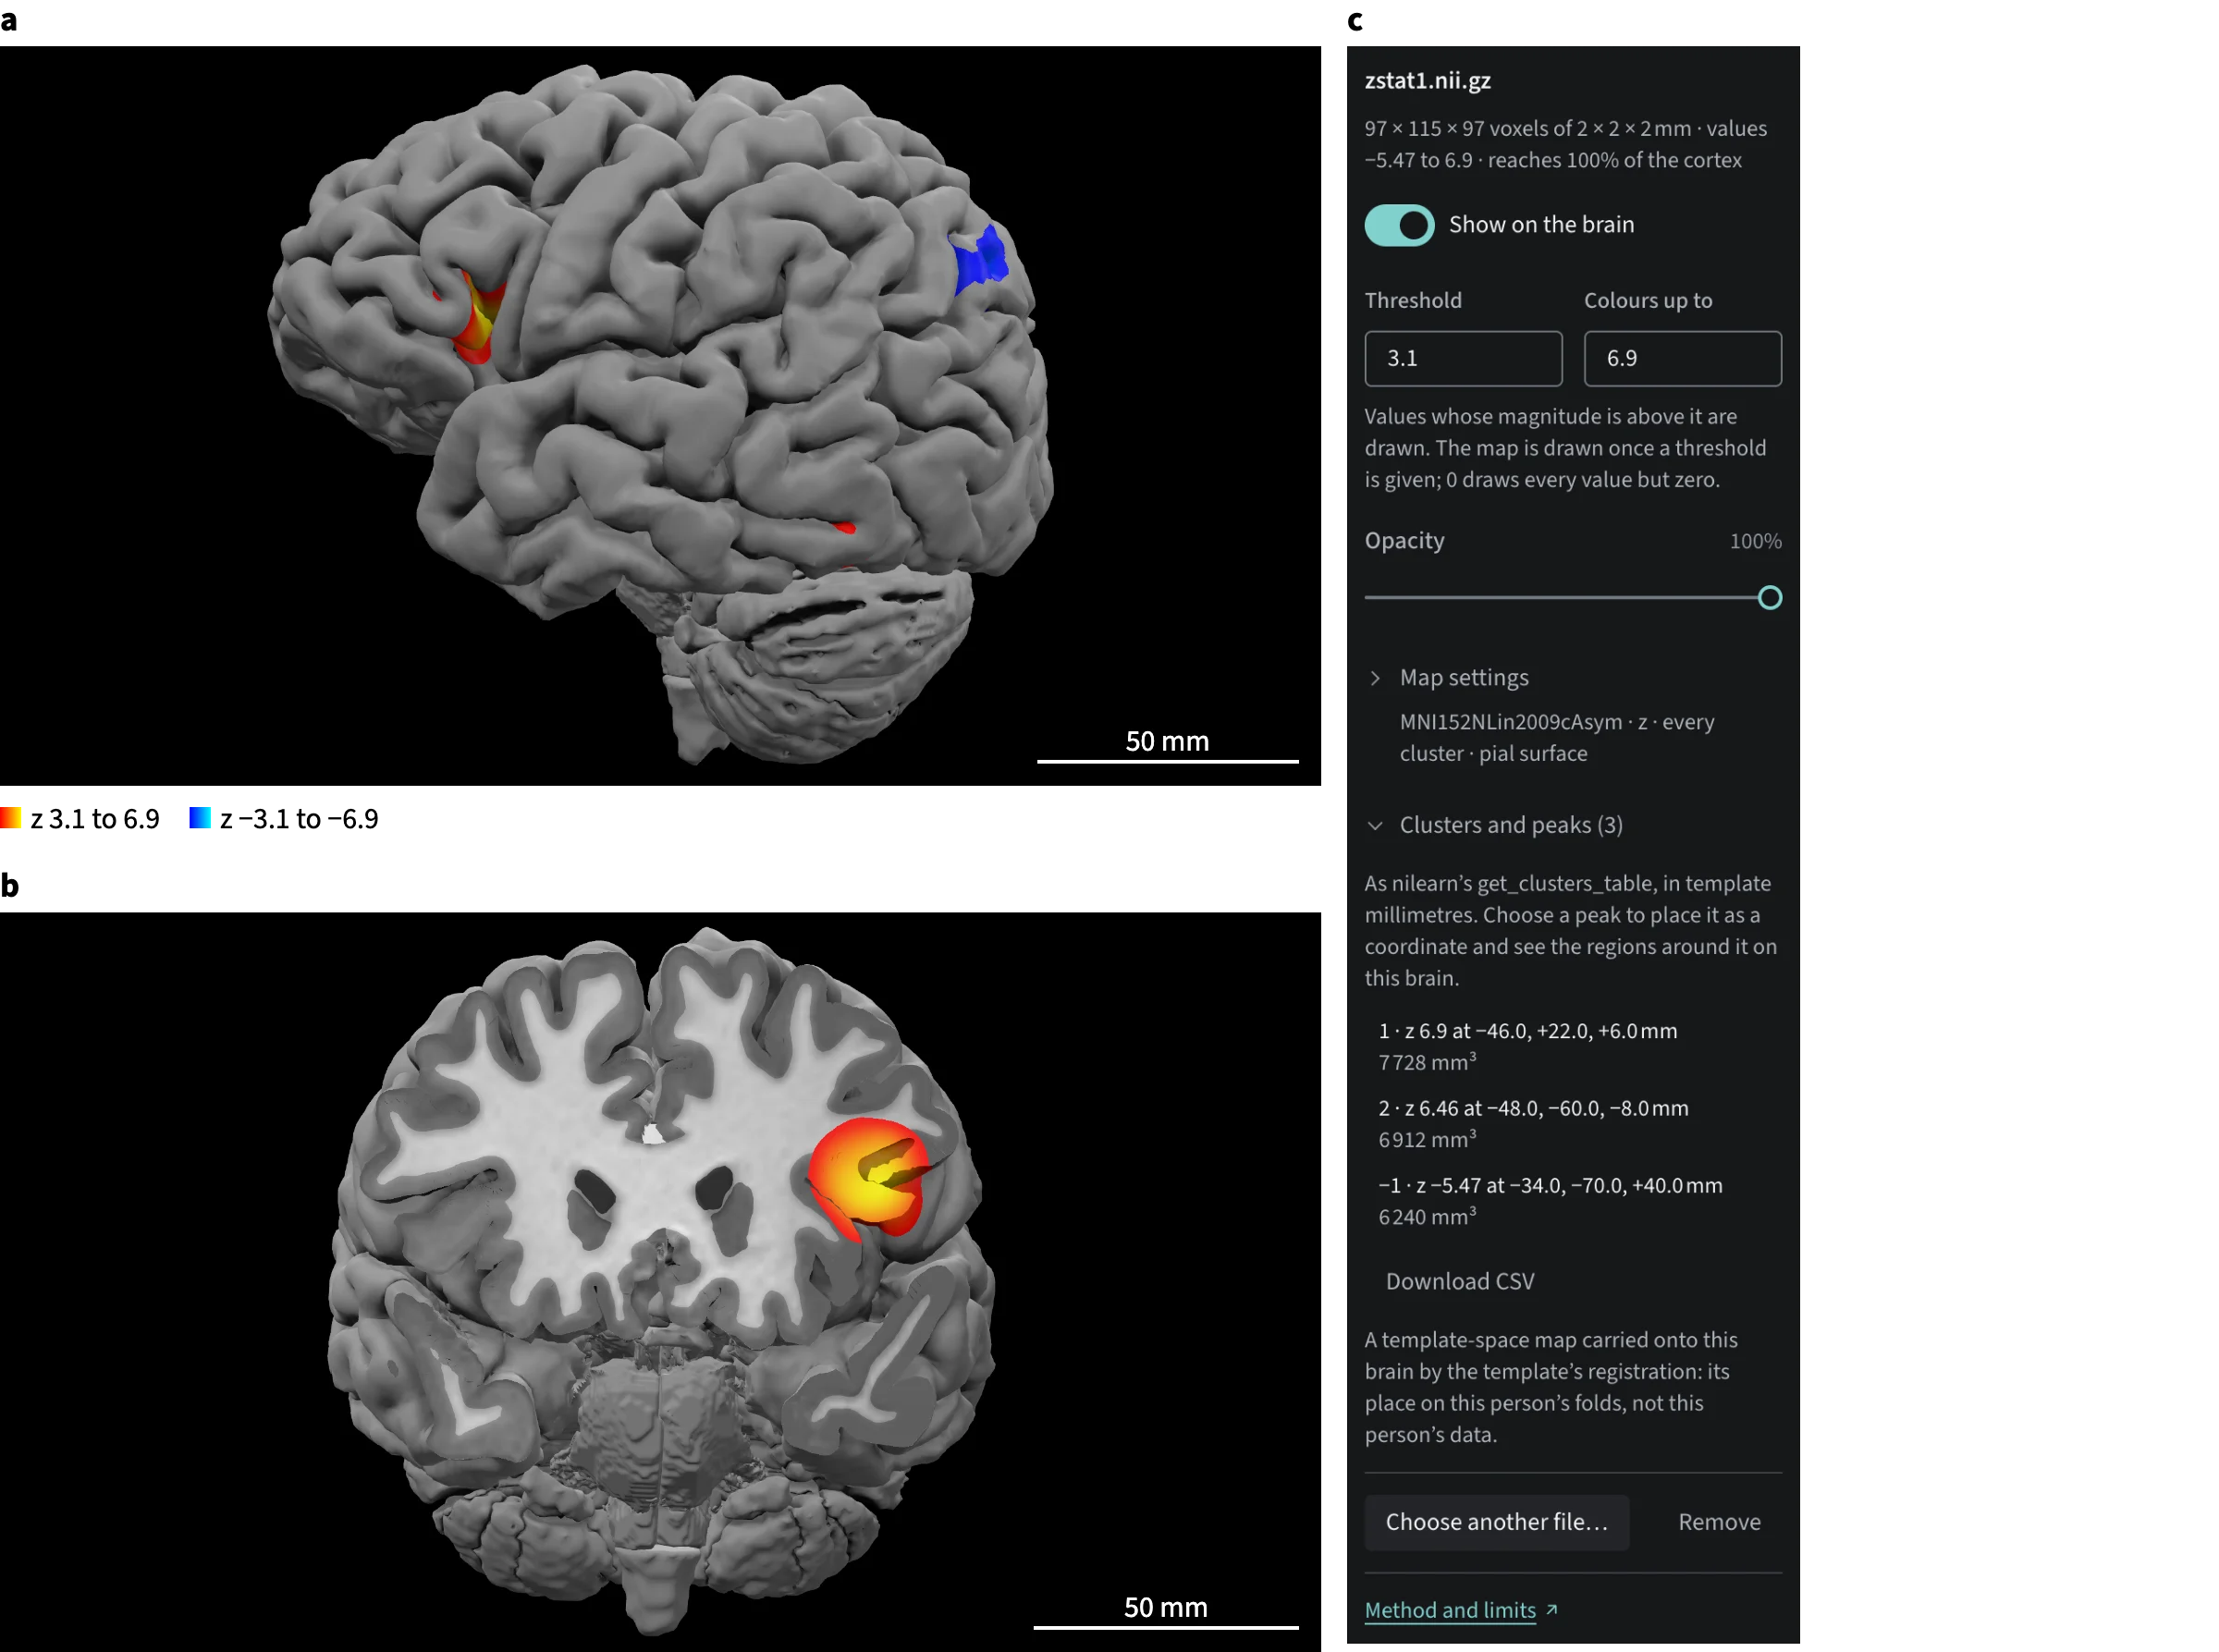 a
50 mm
z 3.1 to 6.9
z −3.1 to −6.9
b
50 mm
c
zstat1.nii.gz
97 × 115 × 97 voxels of 2 × 2 × 2 mm · values
−5.47 to 6.9 · reaches 100% of the cortex
Show on the brain
Threshold
Colours up to
3.1
6.9
Values whose magnitude is above it are
drawn. The map is drawn once a threshold
is given; 0 draws every value but zero.
Opacity
100%
Map settings
MNI152NLin2009cAsym · z · every
cluster · pial surface
Clusters and peaks (3)
As nilearn’s get_clusters_table, in template
millimetres. Choose a peak to place it as a
coordinate and see the regions around it on
this brain.
1 · z 6.9 at −46.0, +22.0, +6.0 mm
7 728 mm³
2 · z 6.46 at −48.0, −60.0, −8.0 mm
6 912 mm³
−1 · z −5.47 at −34.0, −70.0, +40.0 mm
6 240 mm³
Download CSV
A template-space map carried onto this
brain by the template’s registration: its
place on this person’s folds, not this
person’s data.
Choose another file…
Remove
Method and limits ↗